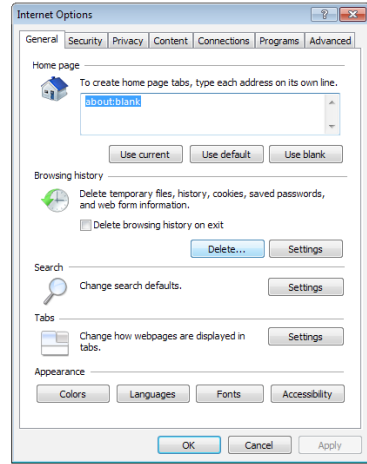 Internet Options
General Security Privacy Content Connections Programs Advanced
Home page
To create home page tabs, type each address on its own line.
about:blank
Use current Use default Use blank
Browsing history
Delete temporary files, history, cookies, saved passwords,
and web form information.
Delete browsing history on exit
Delete... Settings
Search
Change search defaults. Settings
Tabs
Change how webpages are displayed in Settings
tabs.
Appearance
Colors Languages Fonts Accessibility
OK Cancel Apply